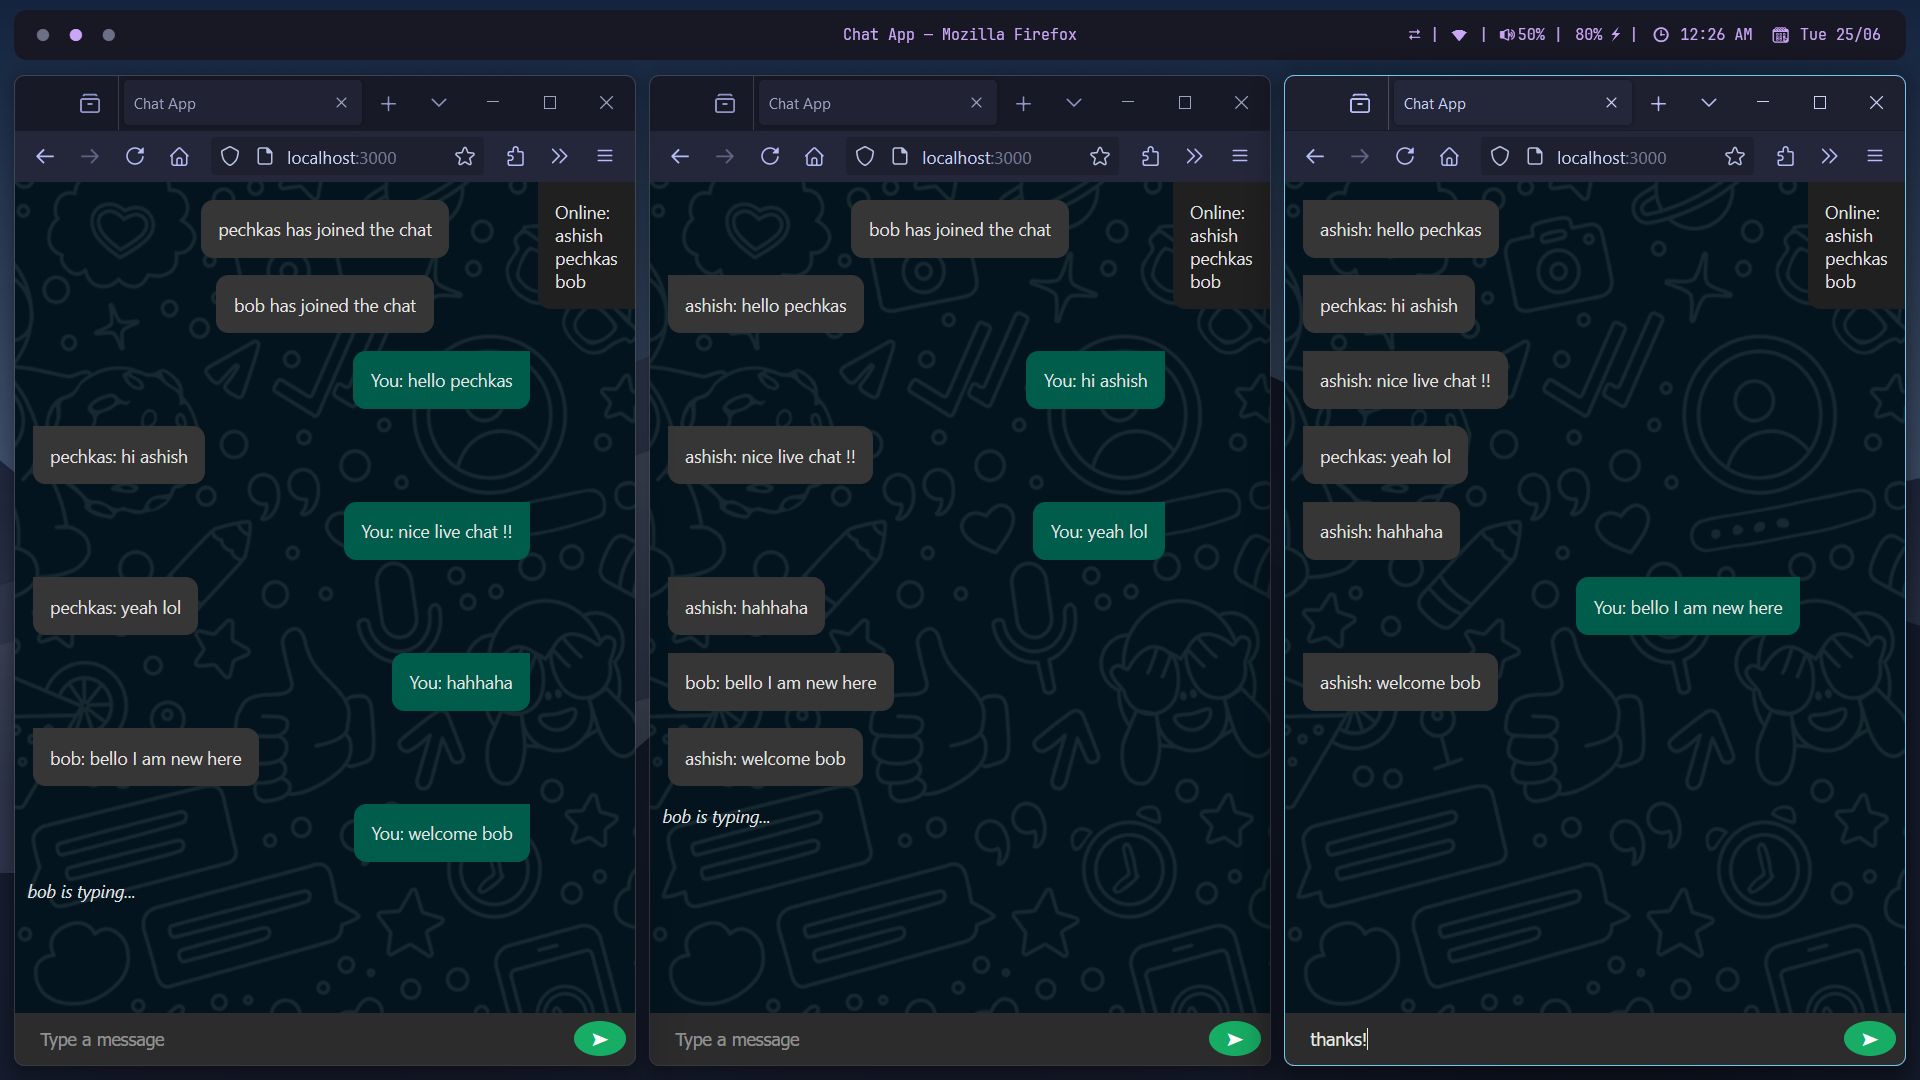 Chat App — Mozilla Firefox
50% | 80% | 12:26 AM Tue 25/06
Chat App
localhost:3000
Online:
ashish
pechkas
bob
pechkas has joined the chat
bob has joined the chat
You: hello pechkas
pechkas: hi ashish
You: nice live chat !!
pechkas: yeah lol
You: hahhaha
bob: bello I am new here
You: welcome bob
bob is typing...
Type a message
Chat App
localhost:3000
Online:
ashish
pechkas
bob
bob has joined the chat
ashish: hello pechkas
You: hi ashish
ashish: nice live chat !!
You: yeah lol
ashish: hahhaha
bob: bello I am new here
ashish: welcome bob
bob is typing...
Type a message
Chat App
localhost:3000
Online:
ashish
pechkas
bob
ashish: hello pechkas
pechkas: hi ashish
ashish: nice live chat !!
pechkas: yeah lol
ashish: hahhaha
You: bello I am new here
ashish: welcome bob
thanks!